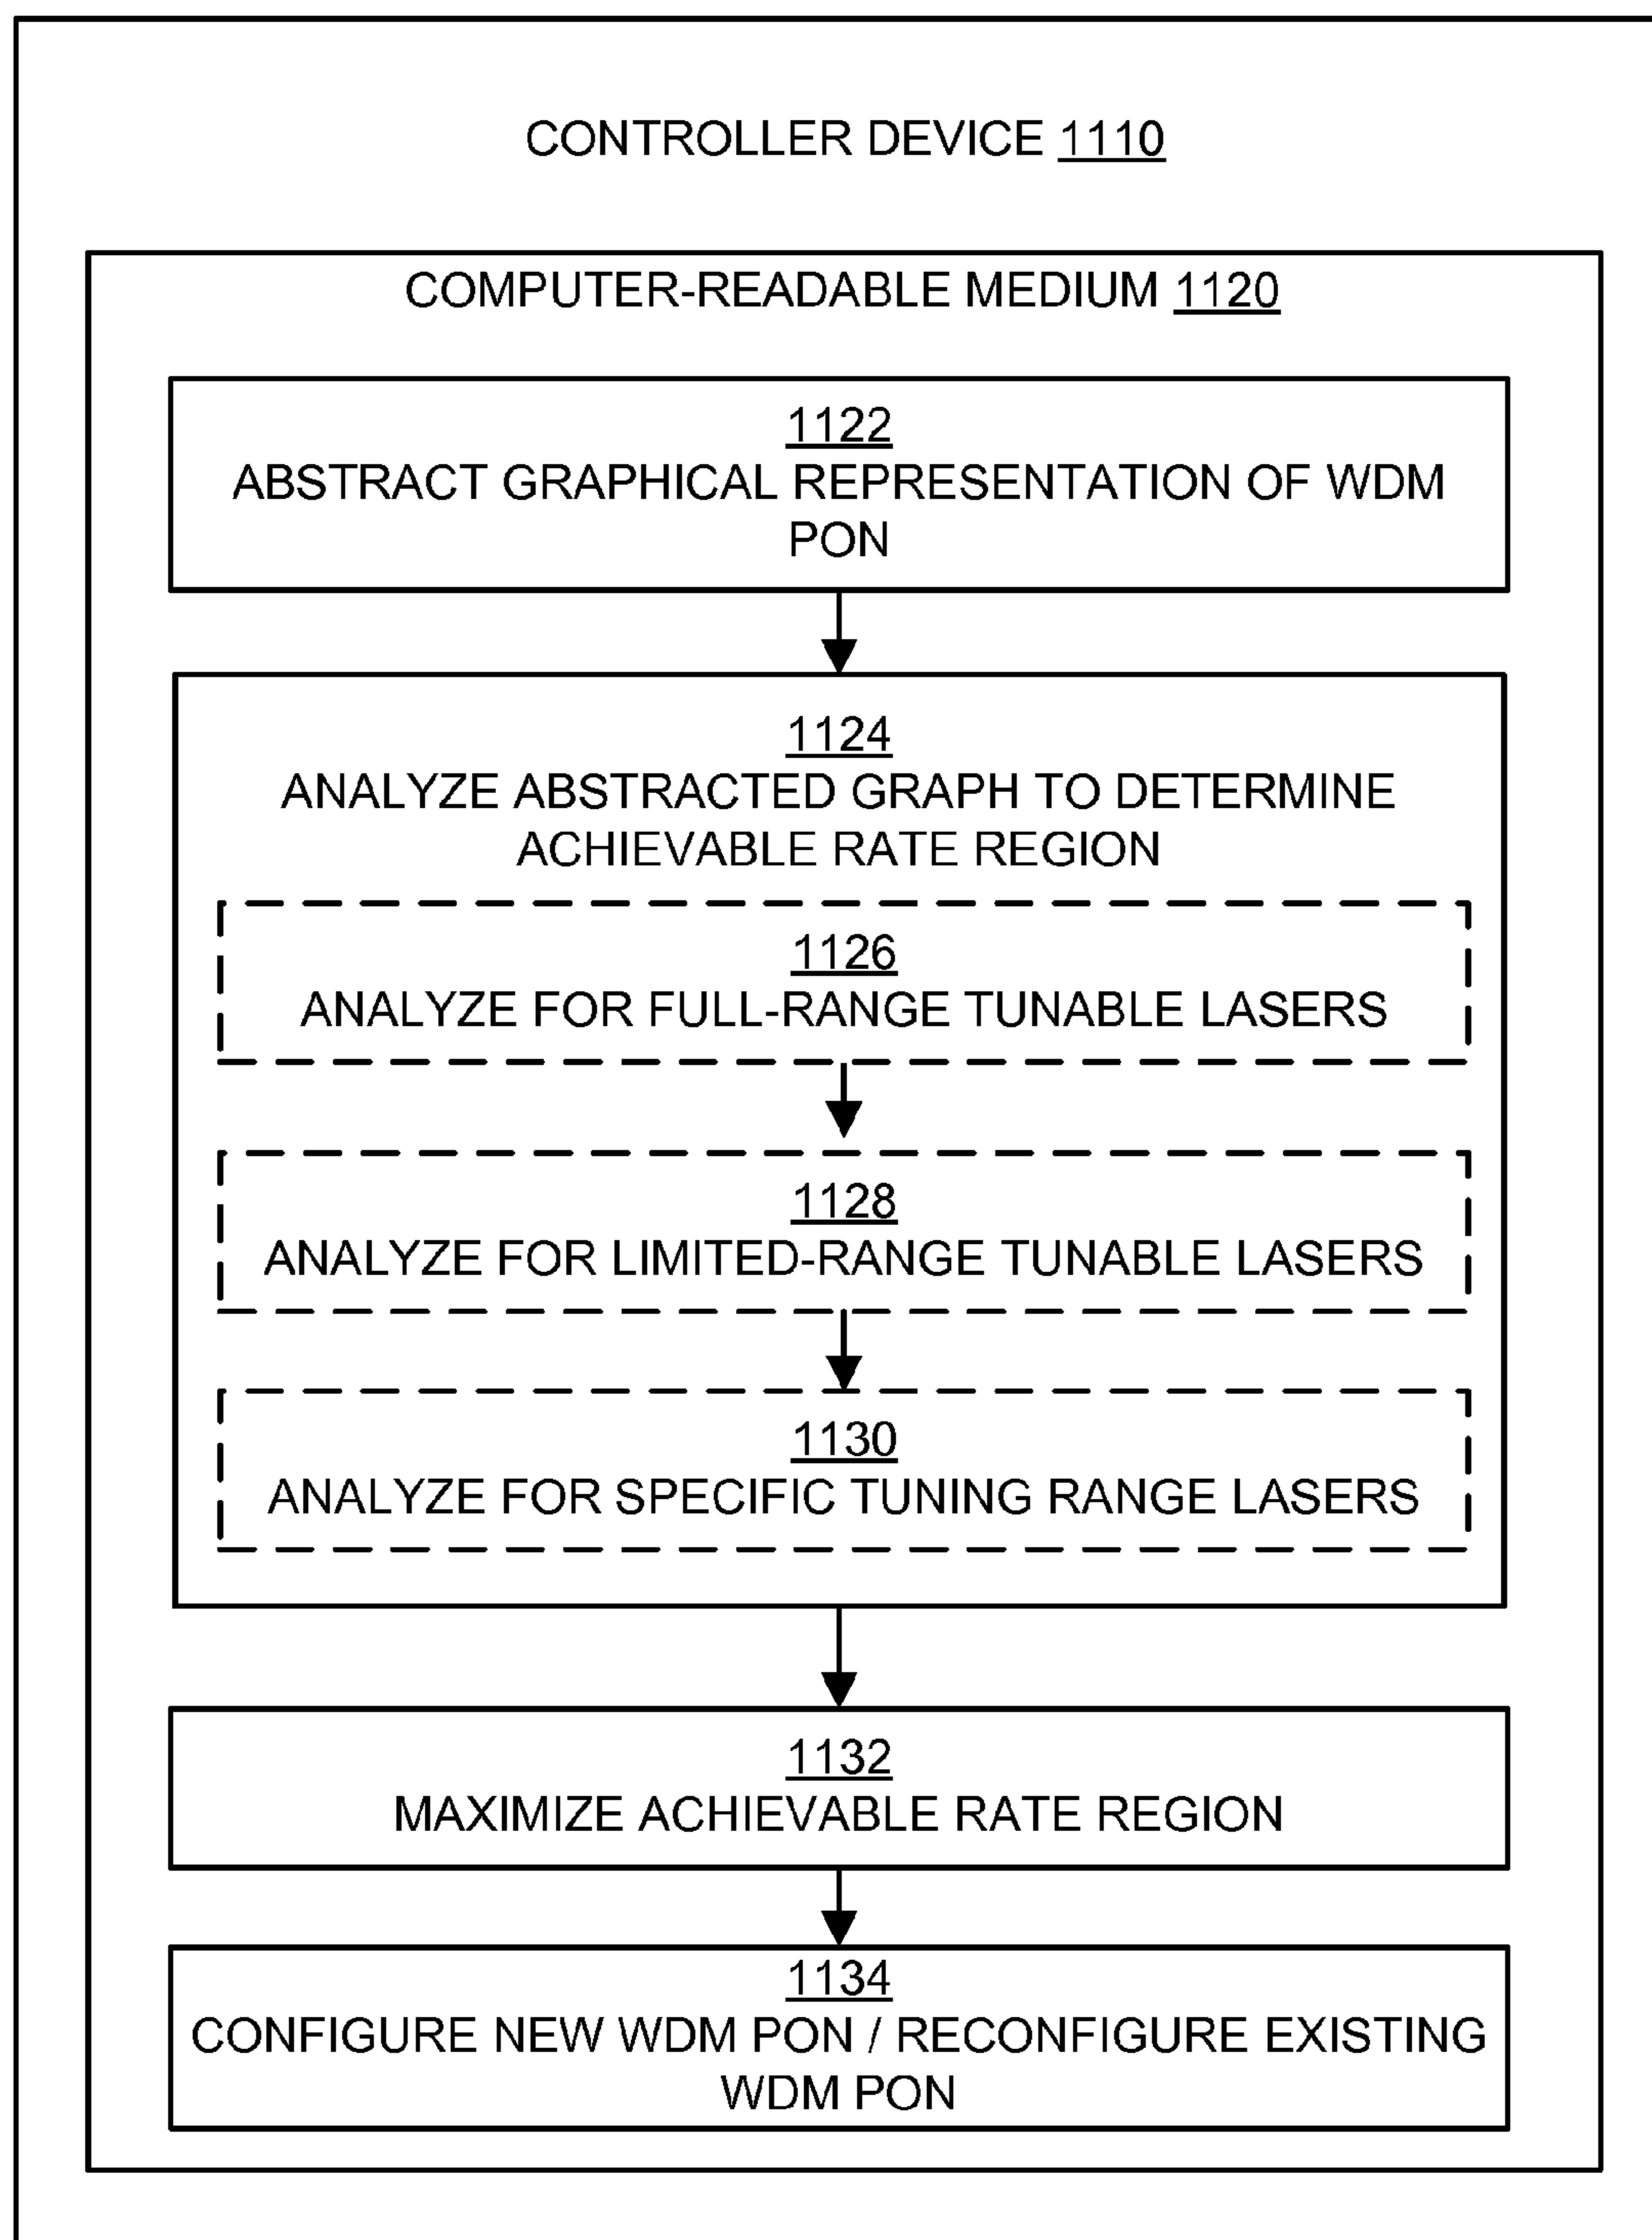 CONTROLLER DEVICE 1110
COMPUTER-READABLE MEDIUM 1120
1122
ABSTRACT GRAPHICAL REPRESENTATION OF WDM
PON
1124
ANALYZE ABSTRACTED GRAPH TO DETERMINE
ACHIEVABLE RATE REGION
1126
ANALYZE FOR FULL-RANGE TUNABLE LASERS
1128
ANALYZE FOR LIMITED-RANGE TUNABLE LASERS
1130
ANALYZE FOR SPECIFIC TUNING RANGE LASERS
1132
MAXIMIZE ACHIEVABLE RATE REGION
1134
CONFIGURE NEW WDM PON / RECONFIGURE EXISTING
WDM PON